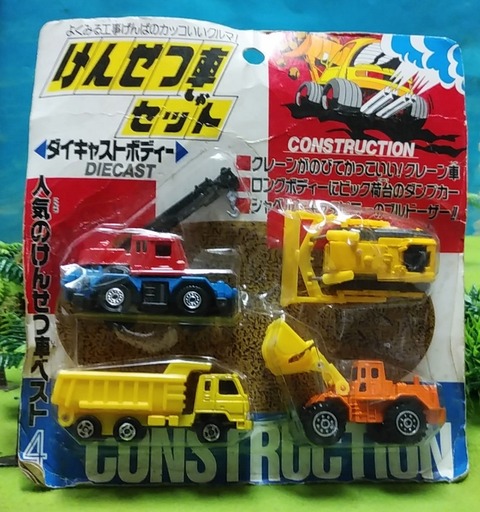 よくみる工事げんばのカッコいいクルマ!
けんせつ車
しゃ
セット
ダイキャストボディー
DIECAST
CONSTRUCTION
クレーンがのびてかっこいい!クレーン車
ロングボディーにビック荷台のダンプカー
のブルドーザー!!
人気のけんせつ車ベスト4
CONSTRUCTION